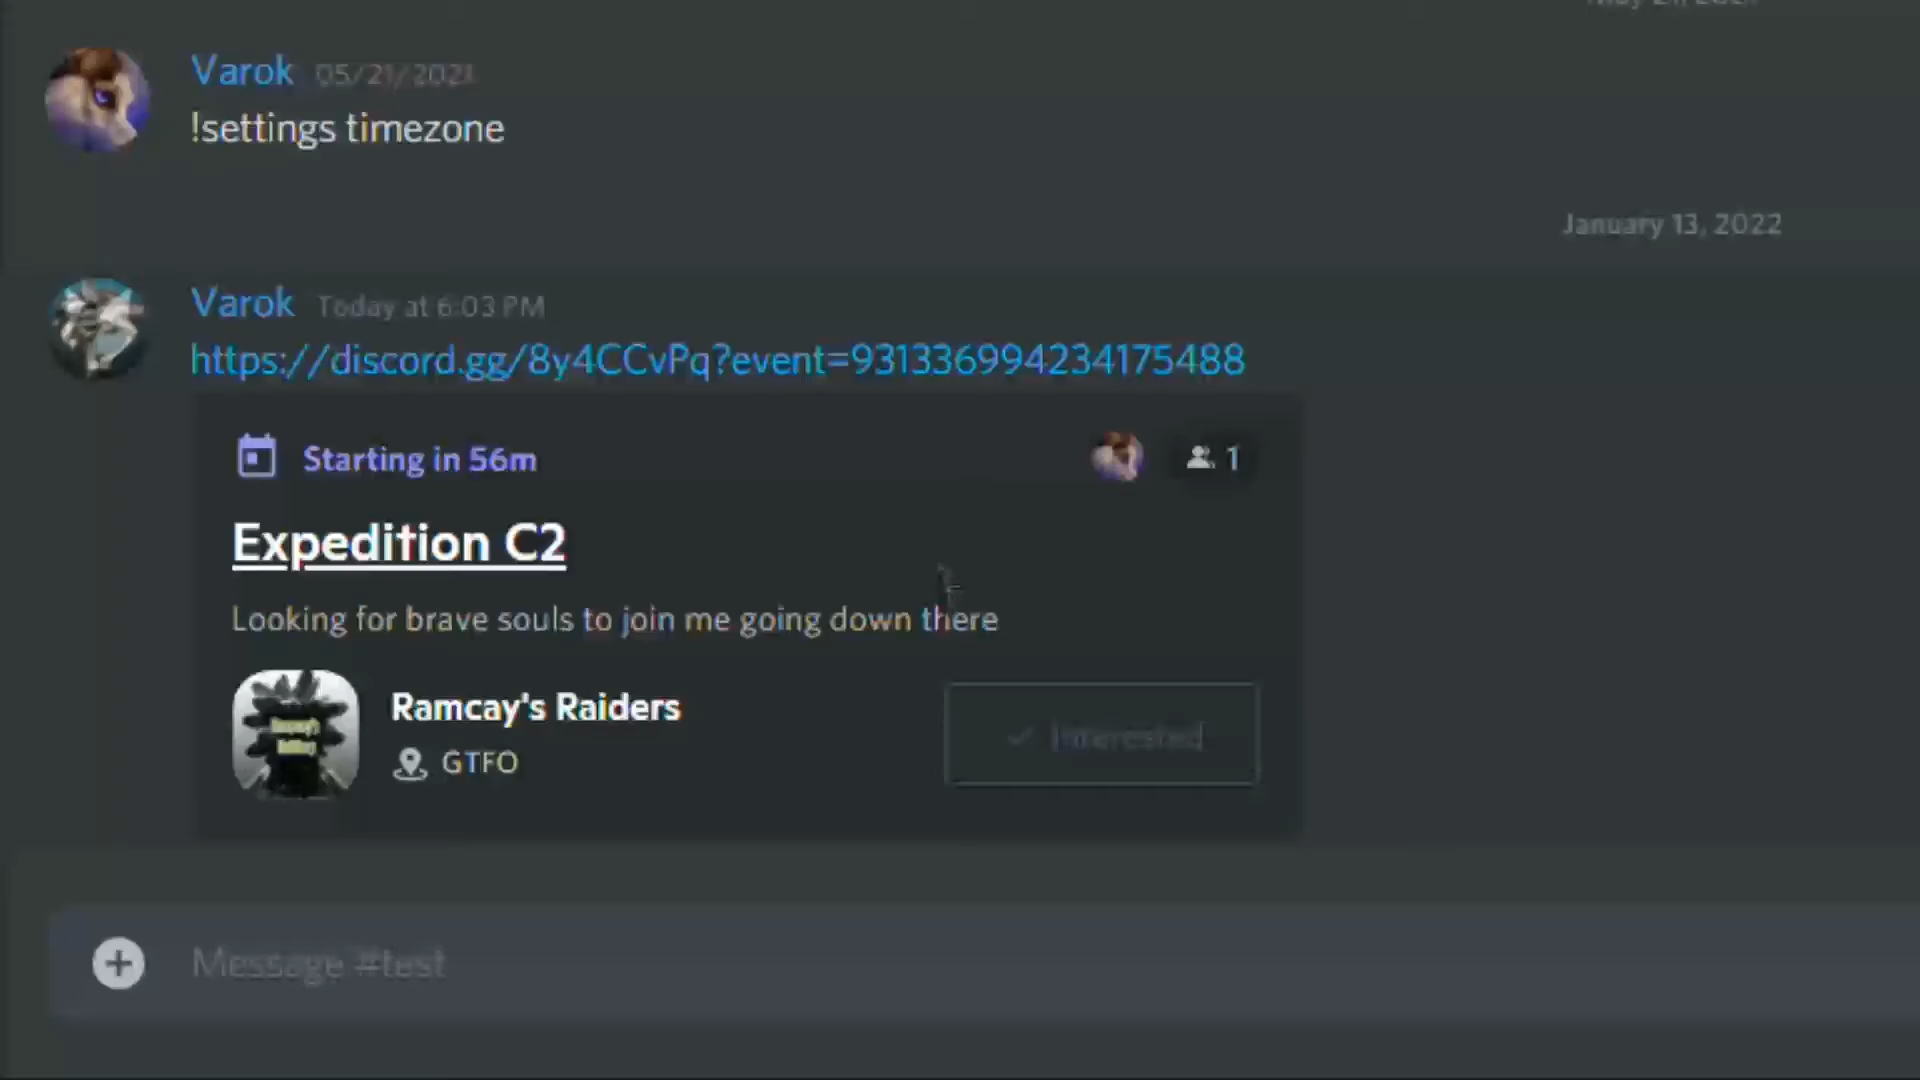 Varok 05/21/2021
!settings timezone
January 13, 2022
Varok Today at 6:03 PM
https://discord.gg/8y4CCvPq?event=931336994234175488
Starting in 56m
1
Expedition C2
Looking for brave souls to join me going down there
Ramcay's Raiders
GTFO
Interested
Message #test